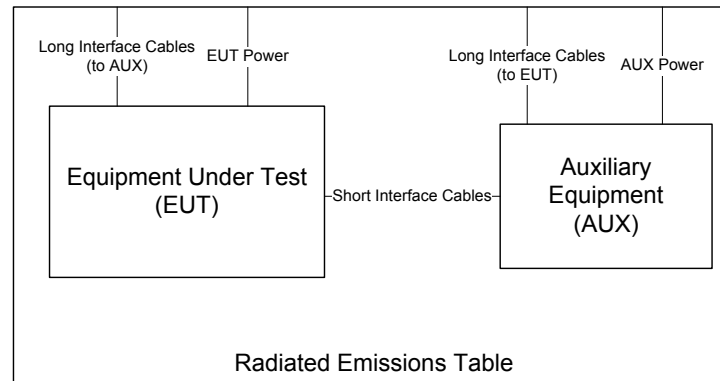 Long Interface Cables
(to AUX)
EUT Power
Long Interface Cables
(to EUT)
AUX Power
Equipment Under Test
(EUT)
Short Interface Cables
Auxiliary
Equipment
(AUX)
Radiated Emissions Table